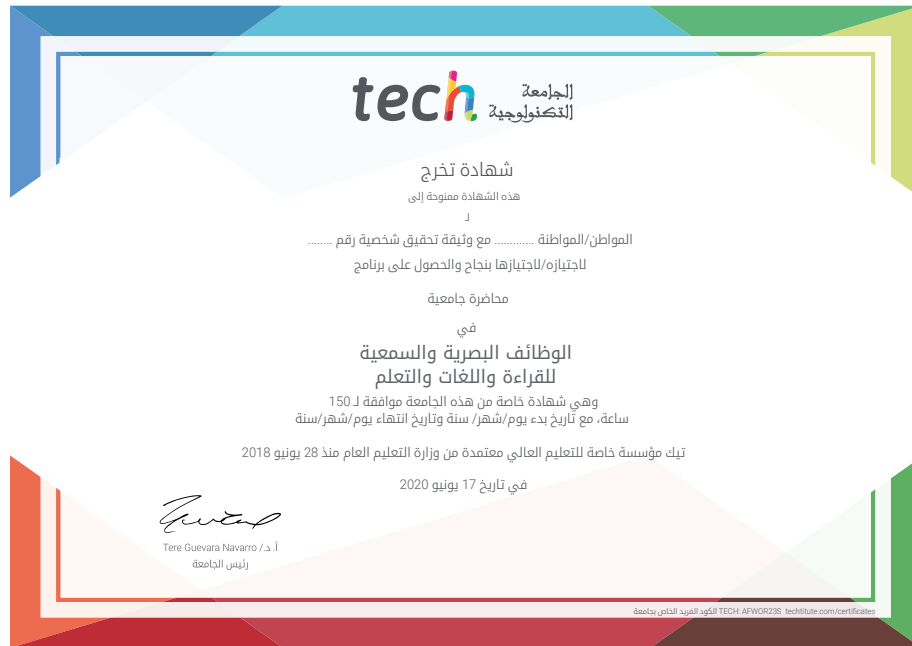 tech الجامعة
التكنولوجية
شهادة تخرج
هذه الشهادة ممنوحة إلى
لـ
المواطن/المواطنة ............ مع وثيقة تحقيق شخصية رقم ........
لاجتيازه/لاجتيازها بنجاح والحصول على برنامج
محاضرة جامعية
في
الوظائف البصرية والسمعية
للقراءة واللغات والتعلم
وهي شهادة خاصة من هذه الجامعة موافقة لـ 150
ساعة، مع تاريخ بدء يوم/شهر/ سنة وتاريخ انتهاء يوم/شهر/سنة
تيك مؤسسة خاصة للتعليم العالي معتمدة من وزارة التعليم العام منذ 28 يونيو 2018
في تاريخ 17 يونيو 2020
أ.د./ Tere Guevara Navarro
رئيس الجامعة
الكود الفريد الخاص بجامعة TECH: AFWOR23S techtitute.com/certificates